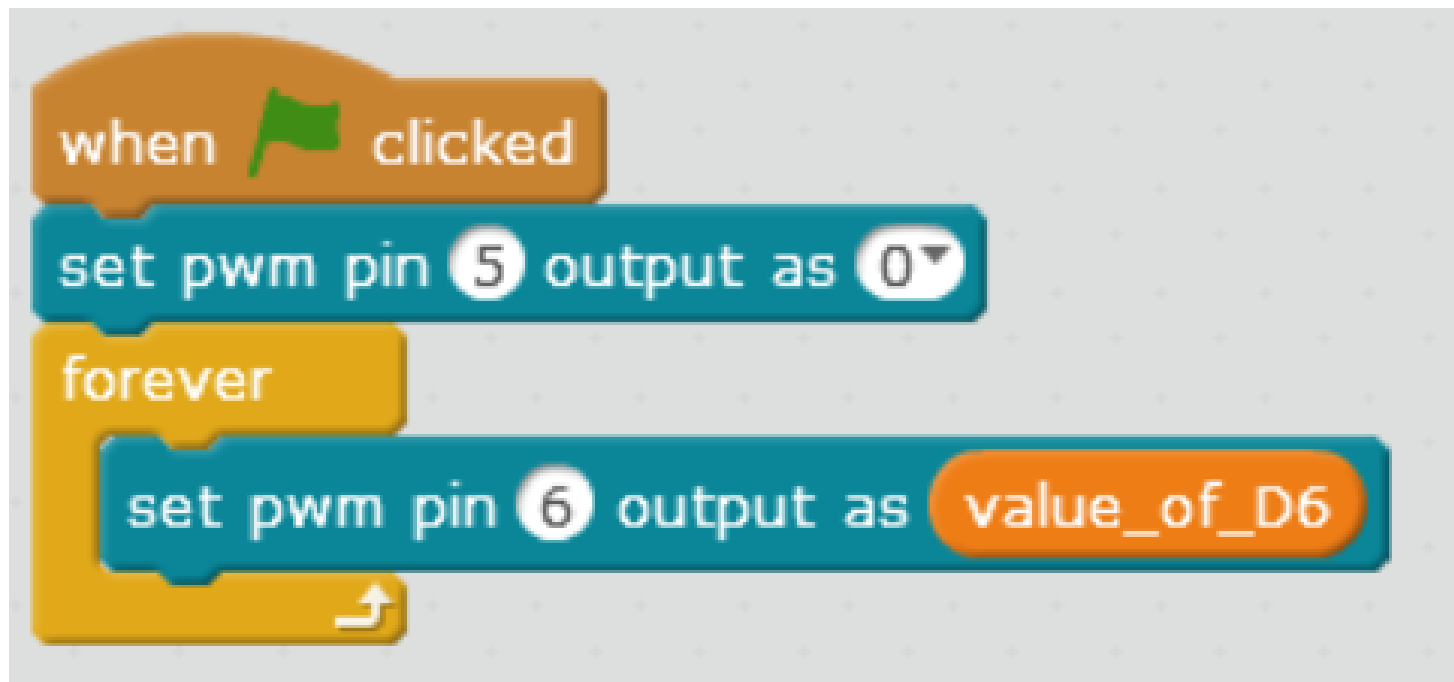 when clicked
set pwm pin 5 output as 0
forever
set pwm pin 6 output as value_of_D6